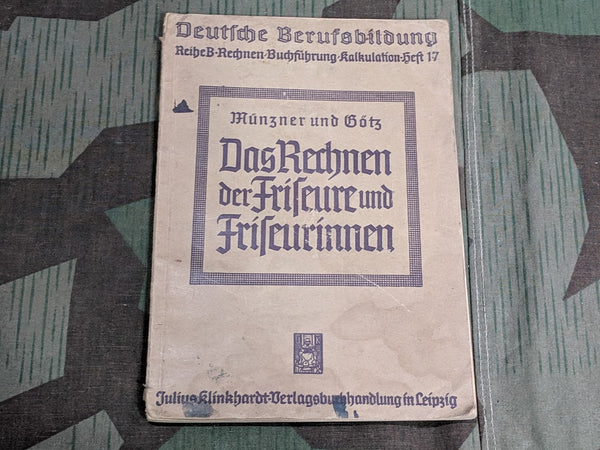 Deutsche Berufsbildung
Reihe B·Rechnen·Buchführung·Kalkulation·Heft 17
Münzner und Götz
Das Rechnen
der Friseure und
Friseurinnen
Julius Klinkhardt·Verlagsbuchhandlung in Leipzig